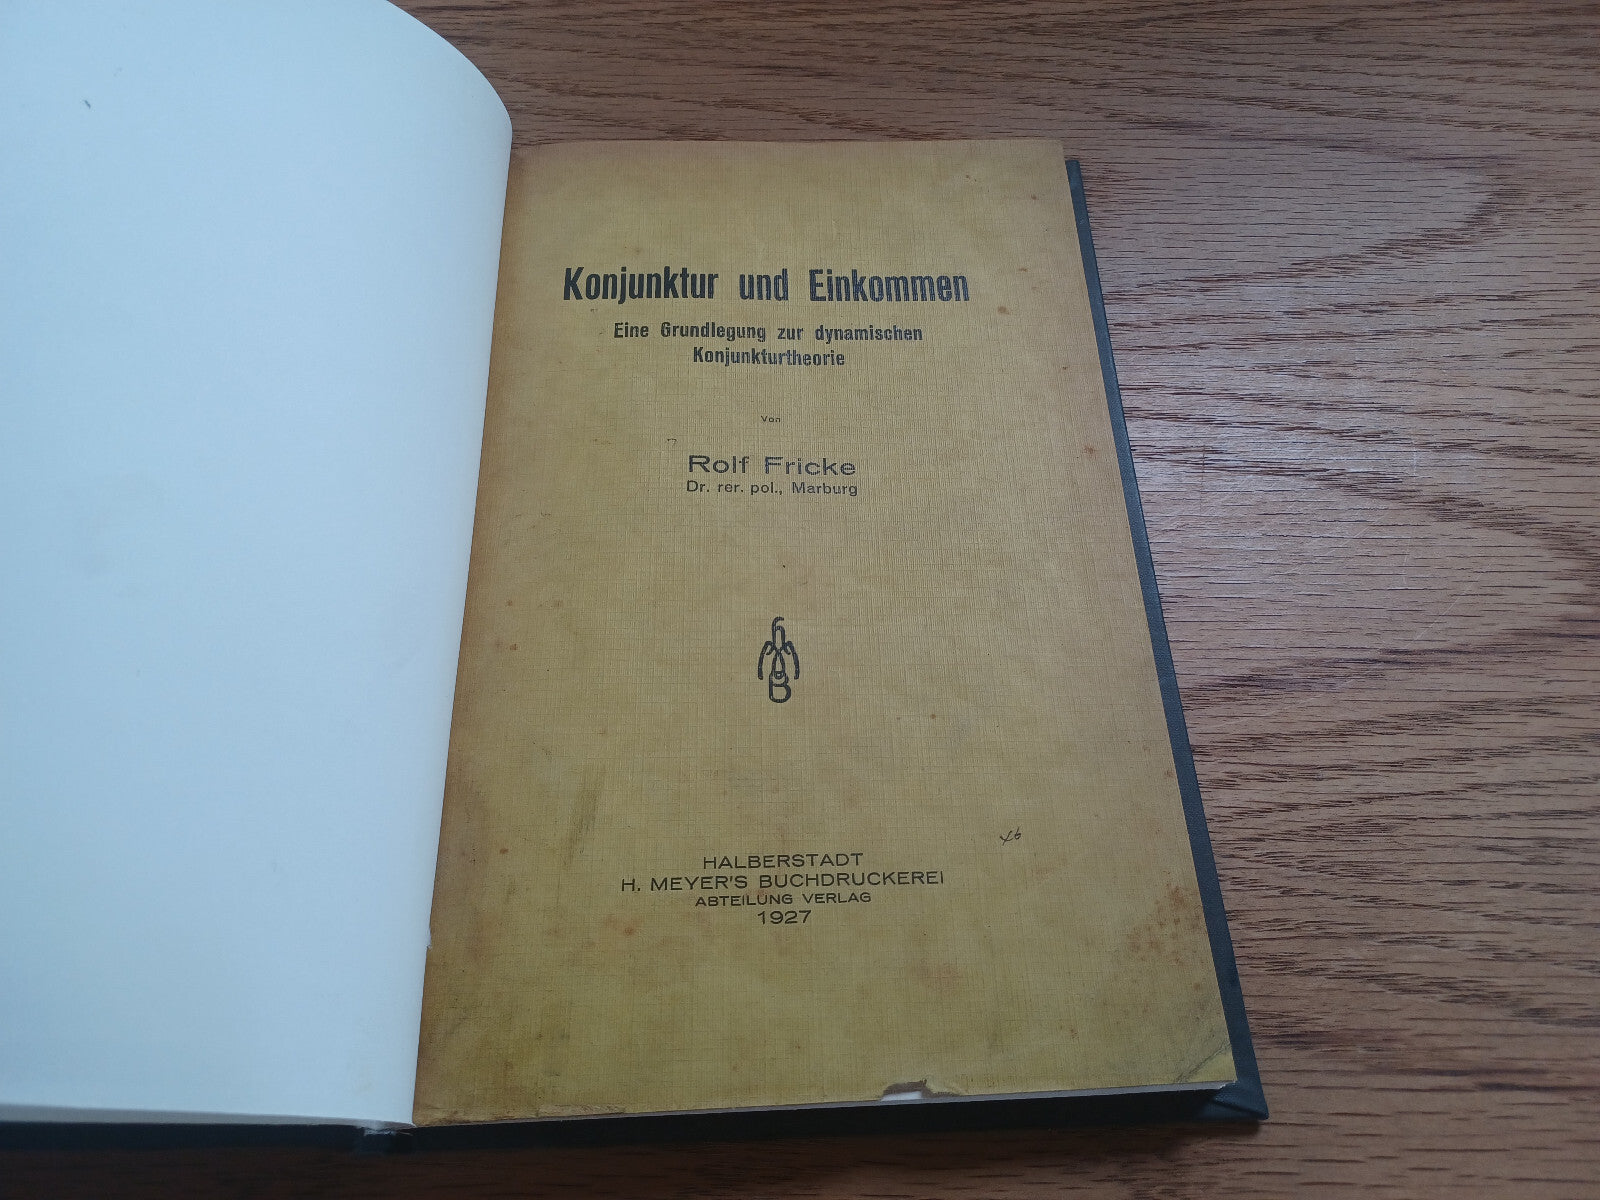 Konjunktur und Einkommen
Eine Grundlegung zur dynamischen
Konjunkturtheorie
Von
Rolf Fricke
Dr. rer. pol., Marburg
HALBERSTADT
H. MEYER'S BUCHDRUCKEREI
ABTEILUNG VERLAG
1927